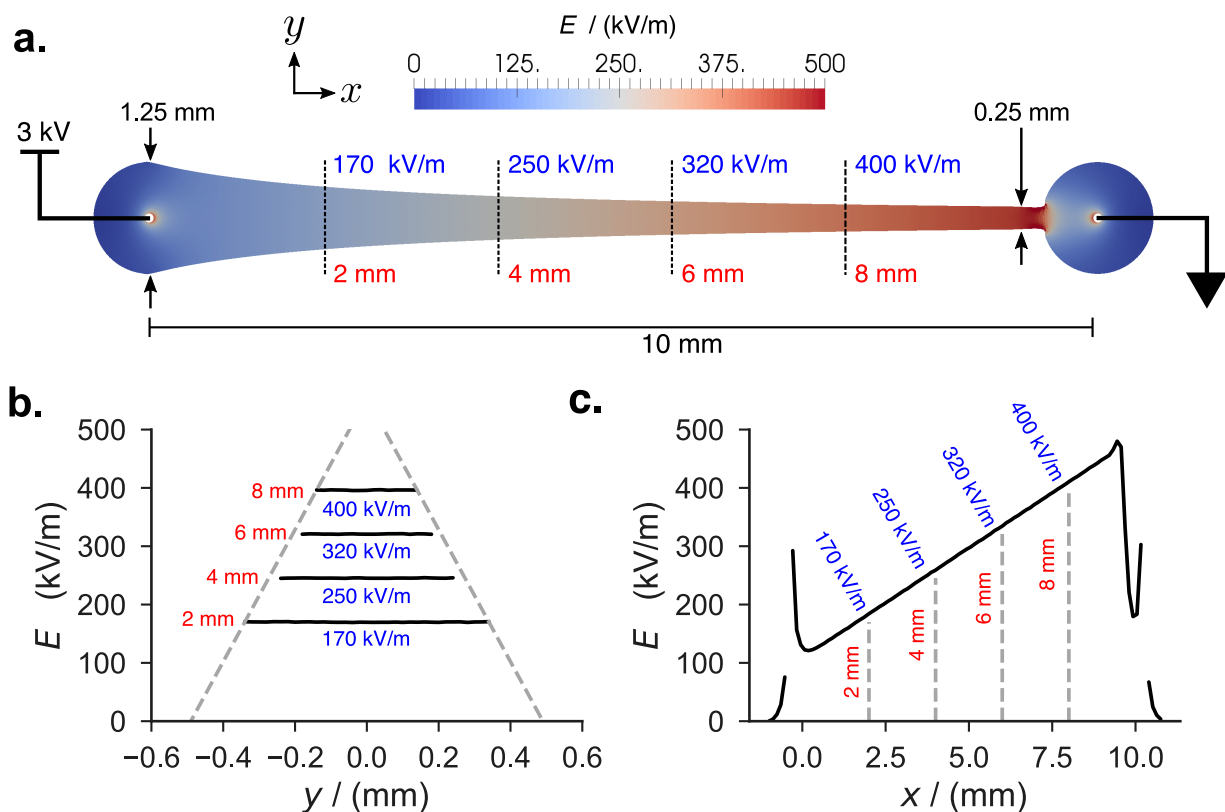 a.
y
x
E / (kV/m)
0 125. 250. 375. 500
1.25 mm
0.25 mm
3 kV
170 kV/m 250 kV/m 320 kV/m 400 kV/m
2 mm 4 mm 6 mm 8 mm
10 mm
b.
E (kV/m)
500
400
300
200
100
0
8 mm
400 kV/m
6 mm
320 kV/m
4 mm
250 kV/m
2 mm
170 kV/m
−0.6 −0.4 −0.2 0.0 0.2 0.4 0.6
y / (mm)
c.
E (kV/m)
500
400
300
200
100
0
170 kV/m
250 kV/m
320 kV/m
400 kV/m
2 mm
4 mm
6 mm
8 mm
0.0 2.5 5.0 7.5 10.0
x / (mm)